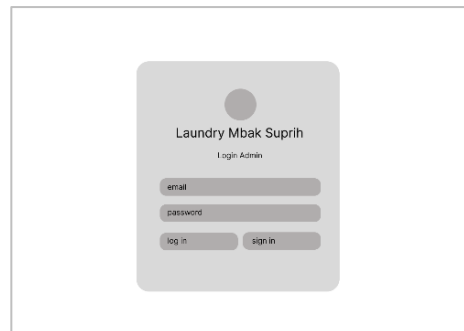 Laundry Mbak Suprih
Login Admin
email
password
log in
sign in